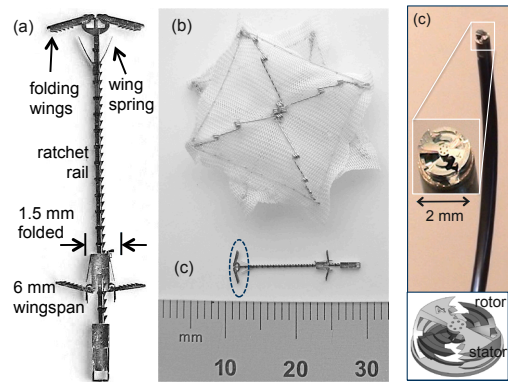 (a)
folding
wings
wing
spring
ratchet
rail
1.5 mm
folded
6 mm
wingspan
(b)
(c)
mm
10
20
30
(c)
2 mm
rotor
stator